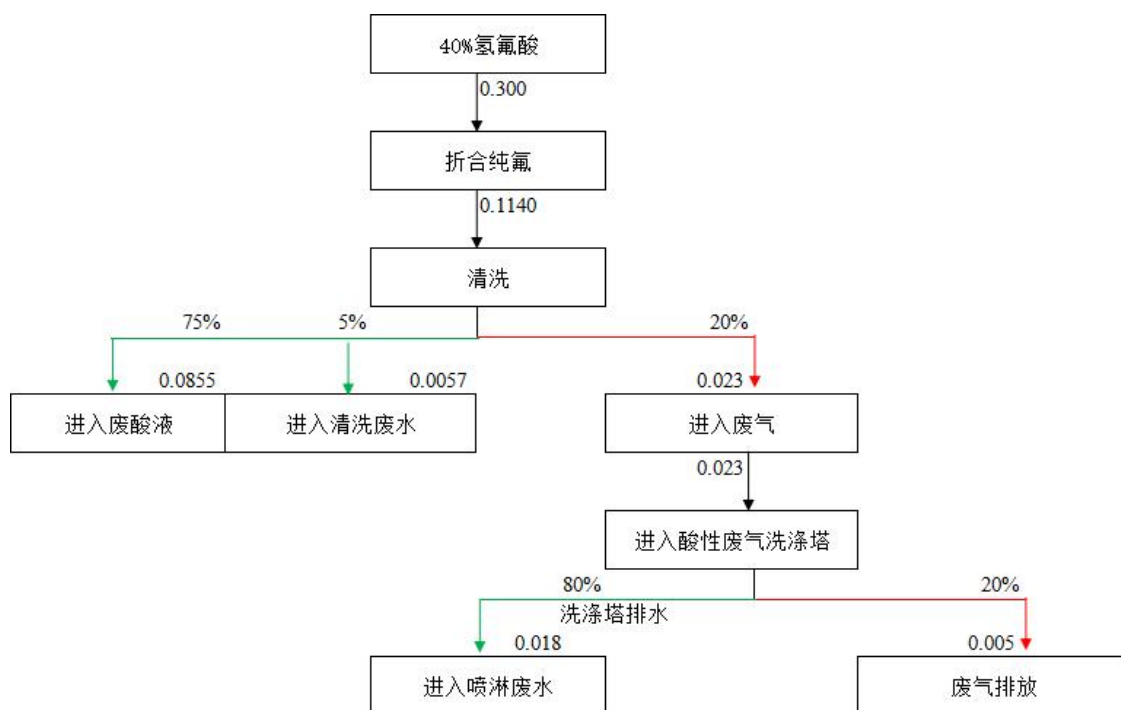 40%氢氟酸
0.300
折合纯氟
0.1140
清洗
75%
5%
20%
0.0855
0.0057
0.023
进入废酸液
进入清洗废水
进入废气
0.023
进入酸性废气洗涤塔
80%
20%
洗涤塔排水
0.018
0.005
进入喷淋废水
废气排放